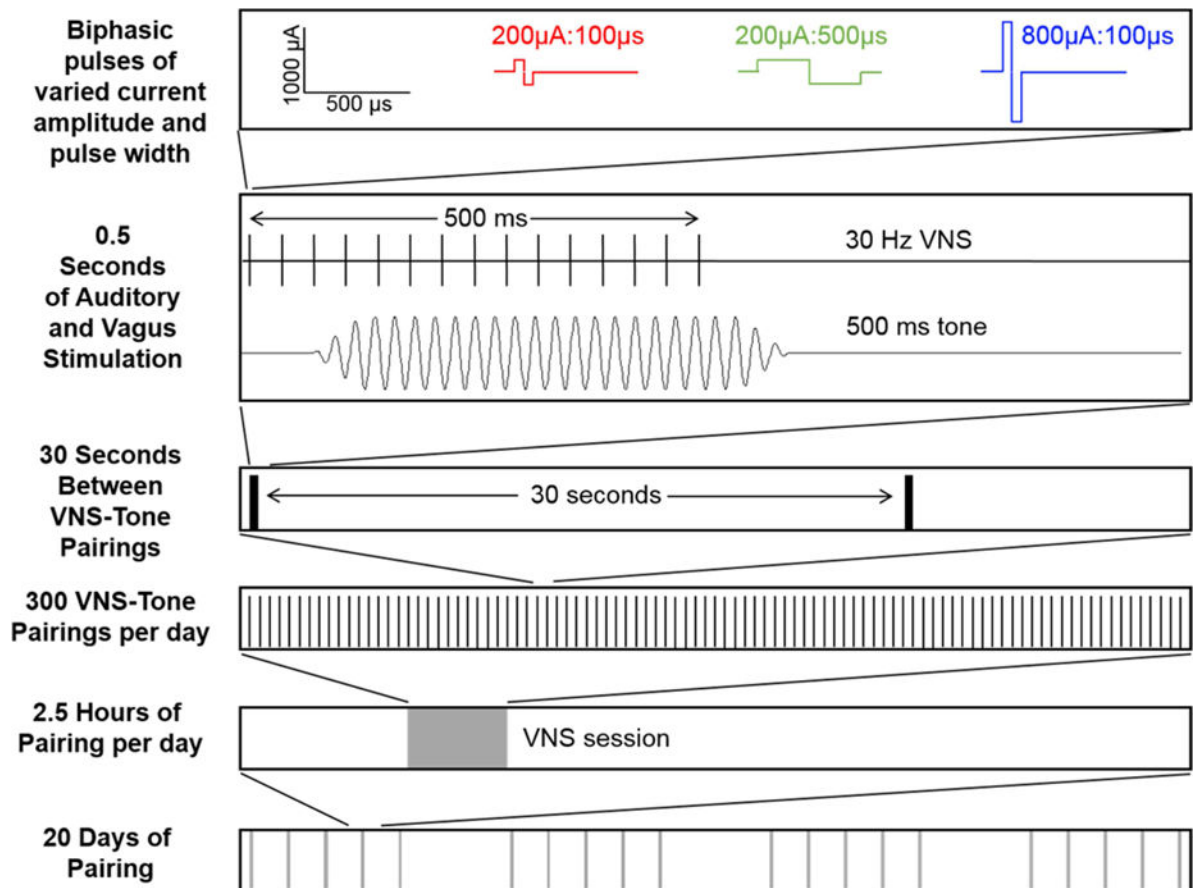 Biphasic
pulses of
varied current
amplitude and
pulse width
1000 µA
500 µs
200µA:100µs
200µA:500µs
800µA:100µs
0.5
Seconds
of Auditory
and Vagus
Stimulation
500 ms
30 Hz VNS
500 ms tone
30 Seconds
Between
VNS-Tone
Pairings
30 seconds
300 VNS-Tone
Pairings per day
2.5 Hours of
Pairing per day
VNS session
20 Days of
Pairing